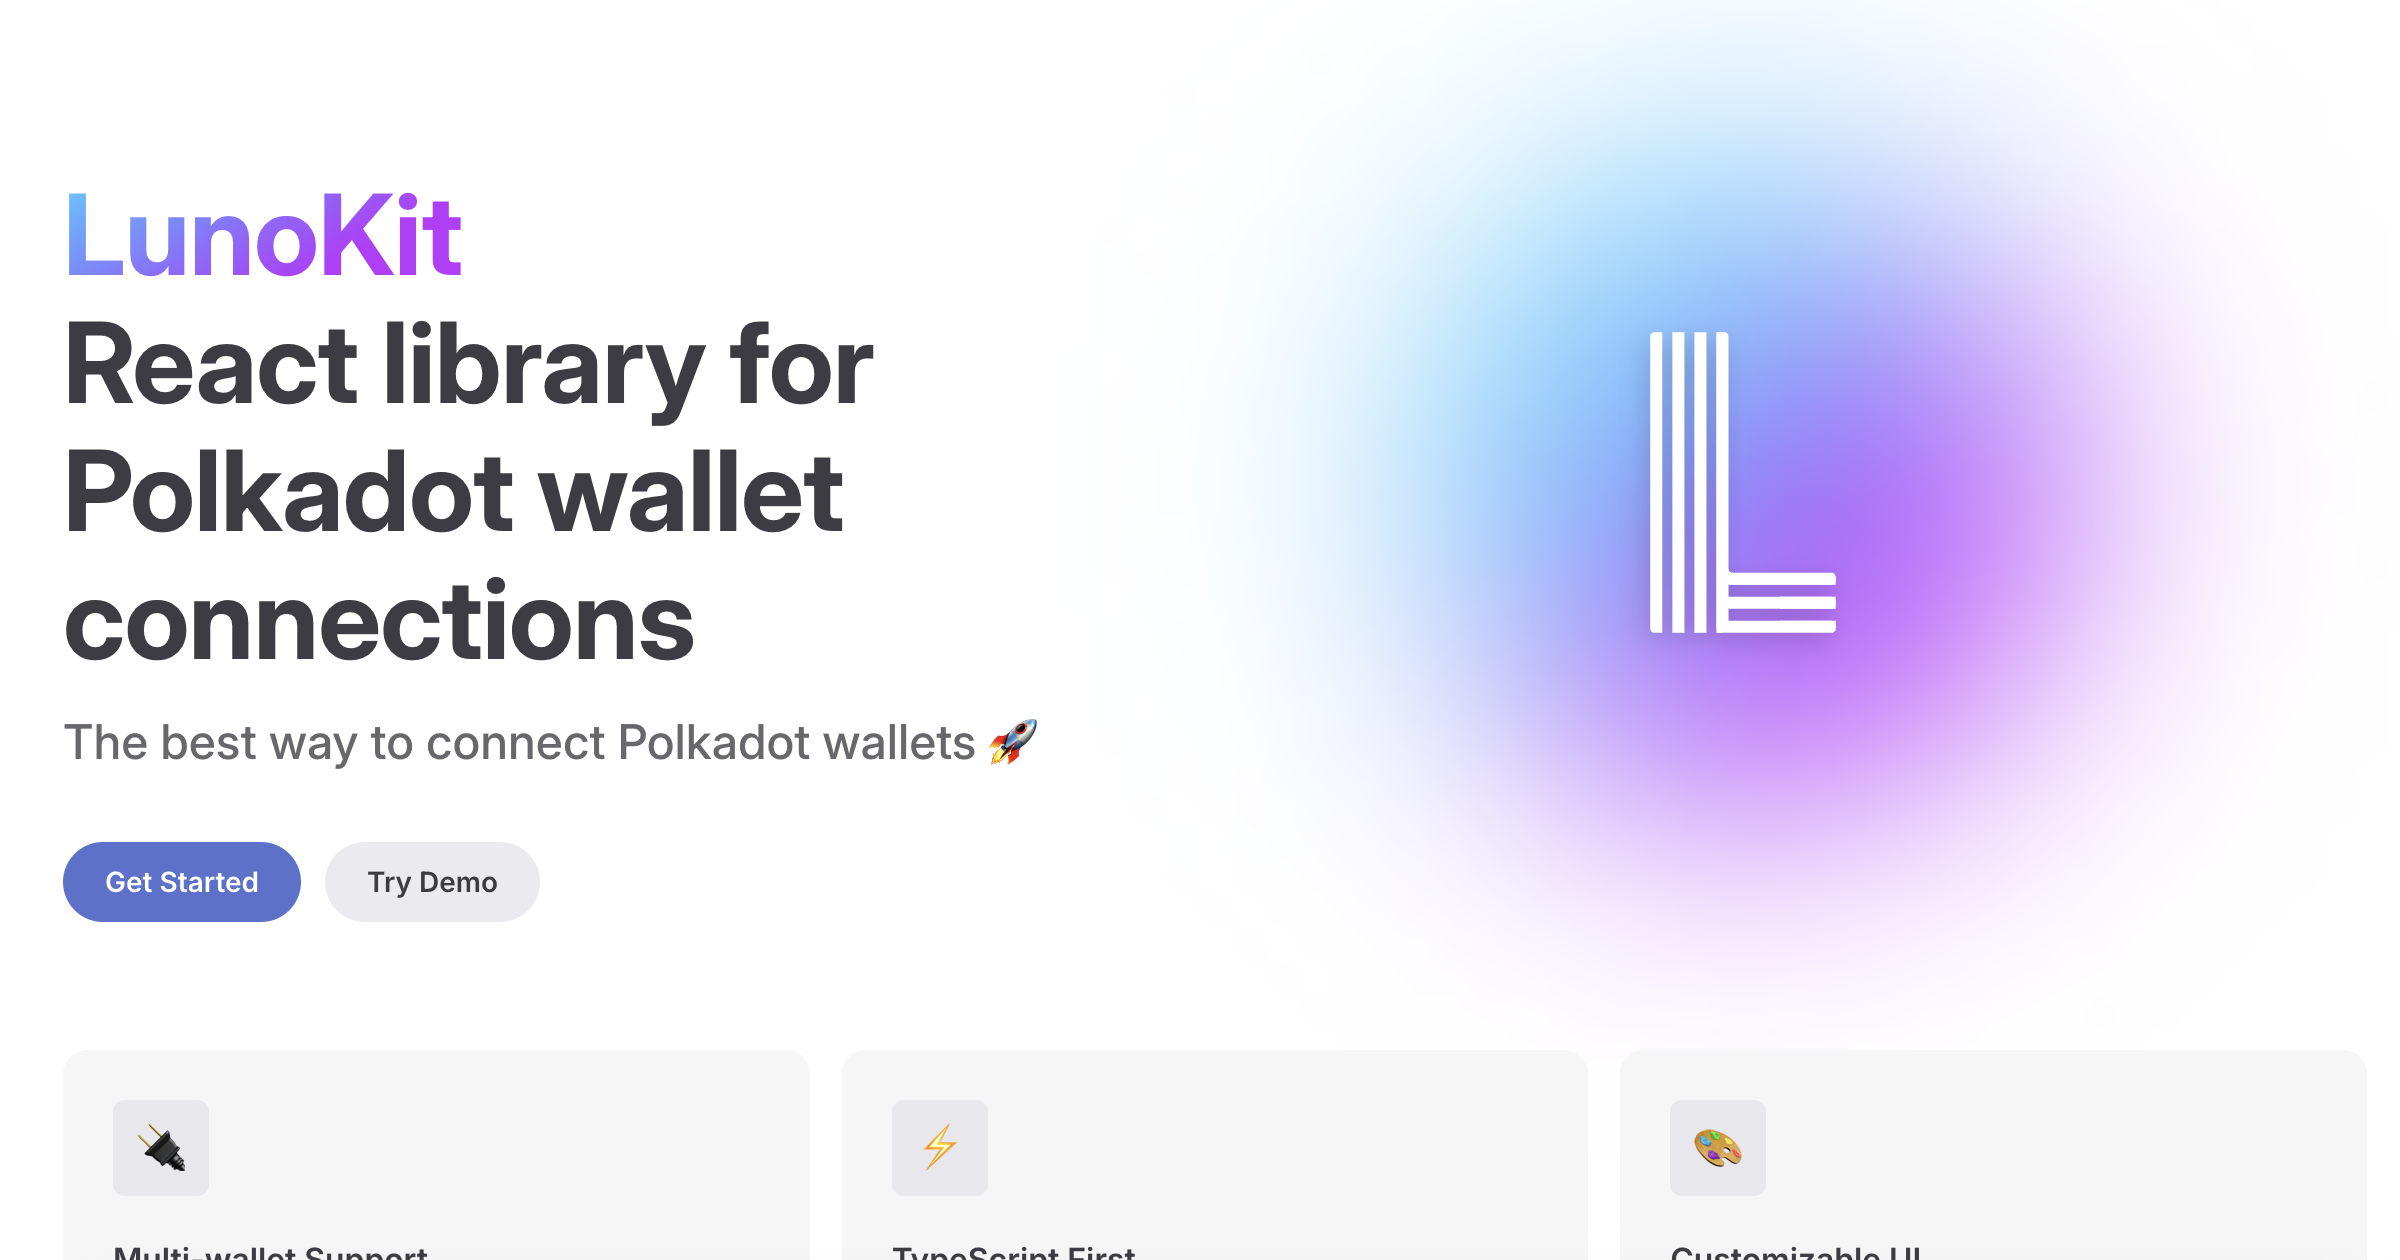 LunoKit
React library for
Polkadot wallet
connections
The best way to connect Polkadot wallets 🚀
Get Started
Try Demo
L
Multi-wallet Support
TypeScript First
Customizable UI